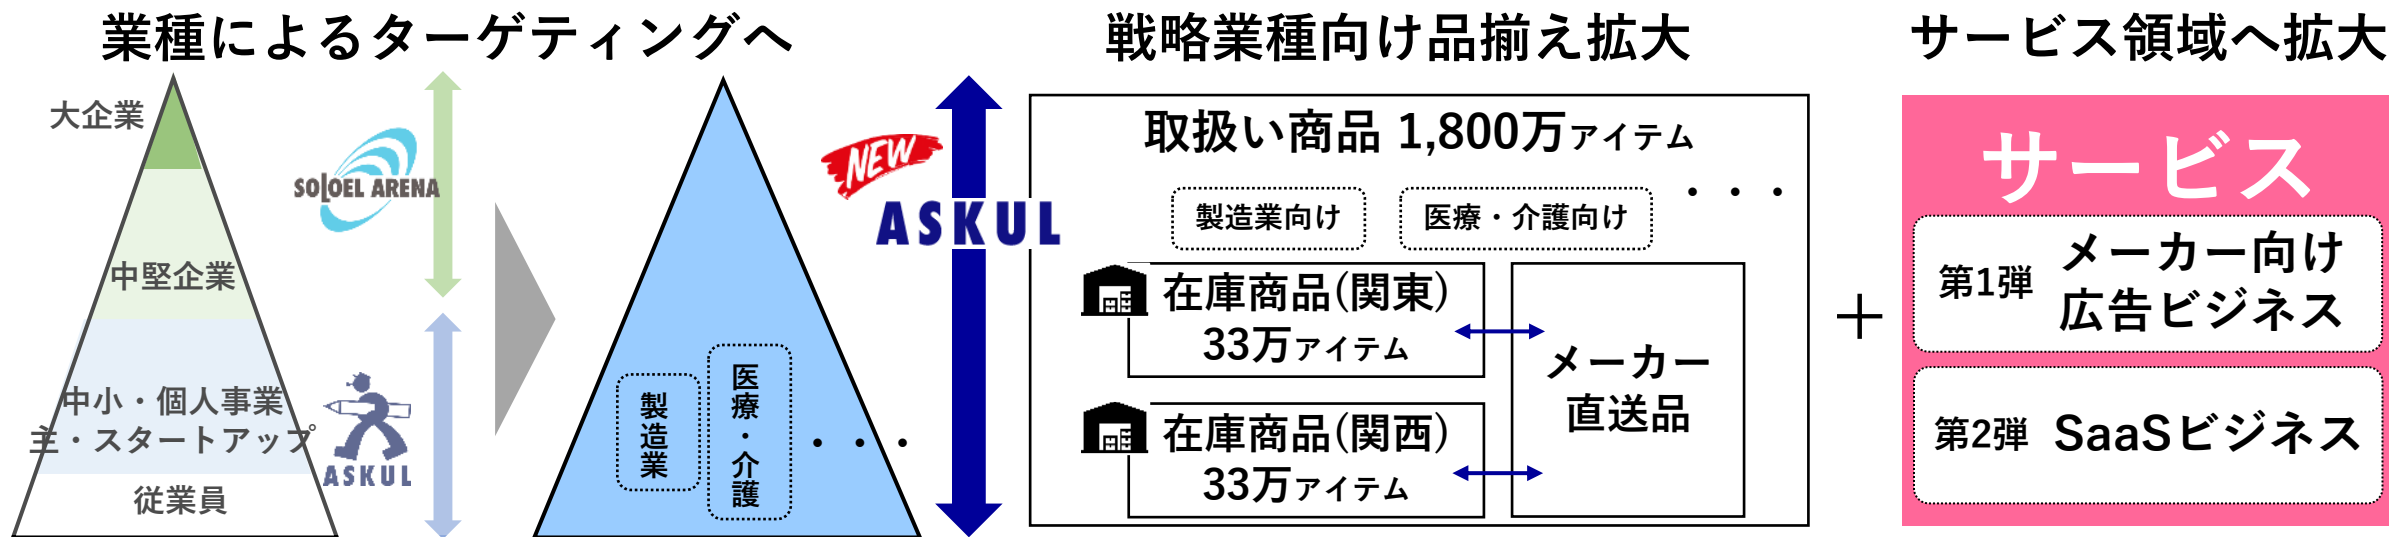 業種によるターゲティングへ
大企業
SOLOEL ARENA
中堅企業
中小・個人事業
主・スタートアップ
ASKUL
従業員
製造業
医療・介護
・・・
NEW
ASKUL
戦略業種向け品揃え拡大
取扱い商品 1,800万アイテム
製造業向け
医療・介護向け
・・・
在庫商品(関東)
33万アイテム
在庫商品(関西)
33万アイテム
メーカー
直送品
＋
サービス領域へ拡大
サービス
第1弾
メーカー向け
広告ビジネス
第2弾 SaaSビジネス